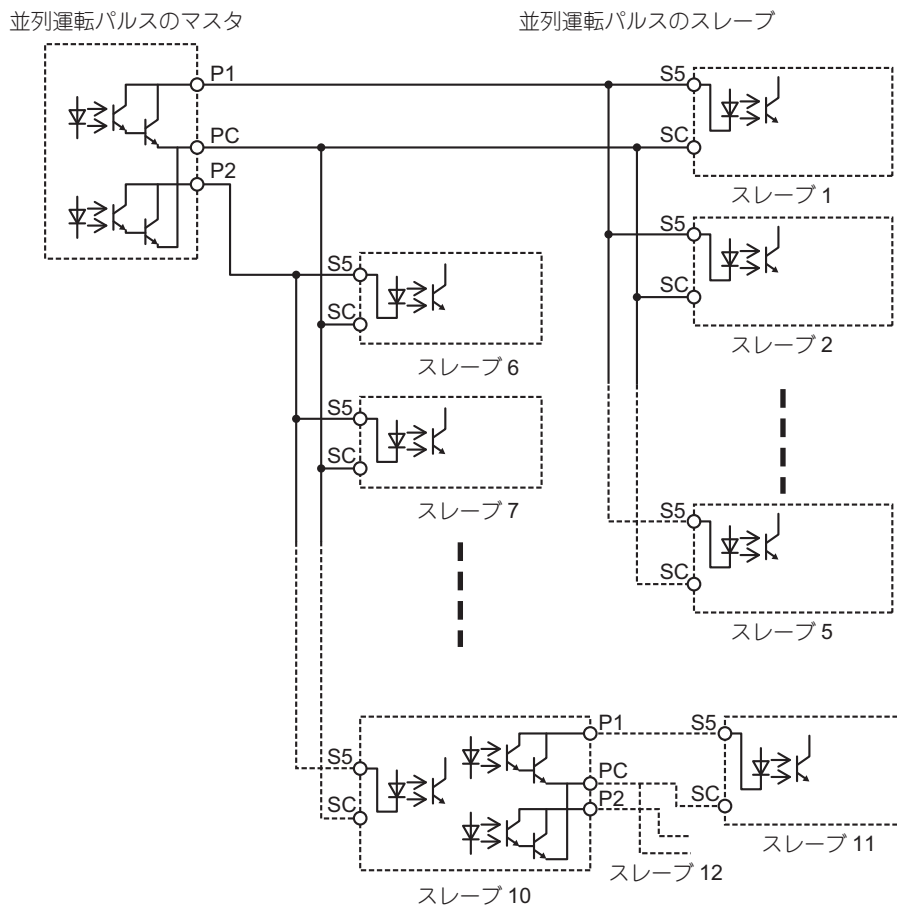 並列運転パルスのマスタ
並列運転パルスのスレーブ
P1
PC
P2
S5
SC
スレーブ 1
S5
SC
スレーブ 2
S5
SC
スレーブ 6
S5
SC
スレーブ 7
S5
SC
スレーブ 5
S5
SC
P1
PC
P2
スレーブ 10
S5
SC
スレーブ 11
スレーブ 12